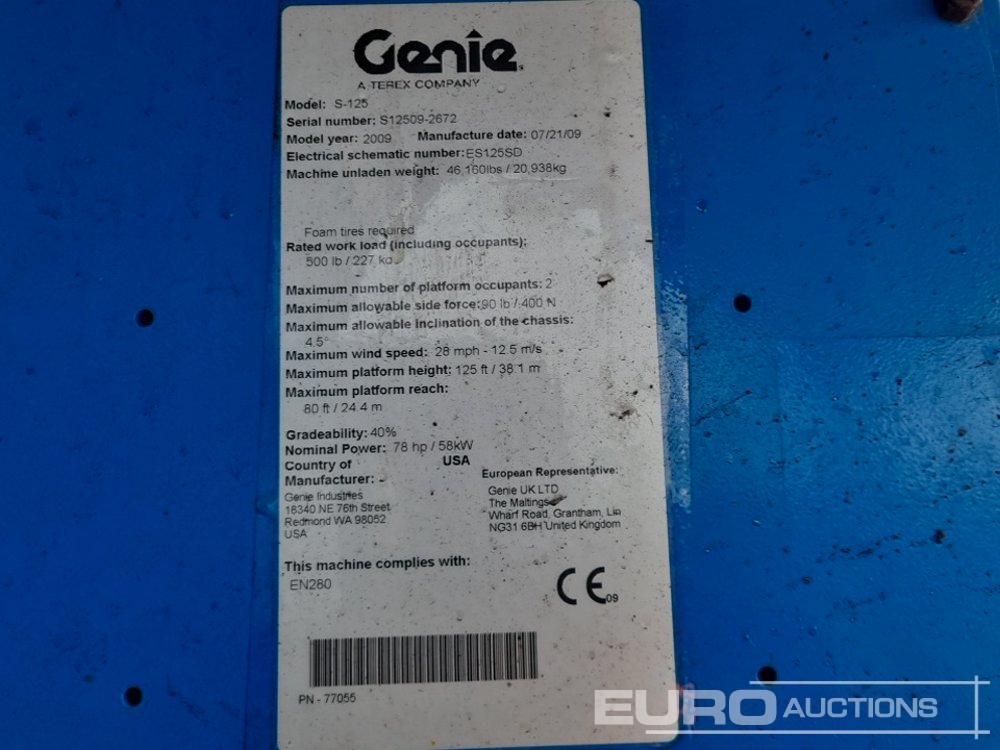 Genie
A TEREX COMPANY
Model: S-125
Serial number: S12509-2672
Model year: 2009 Manufacture date: 07/21/09
Electrical schematic number: ES125SD
Machine unladen weight: 46,160lbs / 20,938kg
Foam tires required
Rated work load (including occupants):
500 lb / 227 kg
Maximum number of platform occupants: 2
Maximum allowable side force: 90 lb / 400 N
Maximum allowable inclination of the chassis:
4.5°
Maximum wind speed: 28 mph - 12.5 m/s
Maximum platform height: 125 ft / 38.1 m
Maximum platform reach:
80 ft / 24.4 m
Gradeability: 40%
Nominal Power: 78 hp / 58kW
Country of USA
Manufacturer: -
Genie Industries
18340 NE 76th Street
Redmond WA 98052
USA
European Representative:
Genie UK LTD
The Maltings
Wharf Road, Grantham, Lin
NG31 6BH United Kingdom
This machine complies with:
EN280
CE 09
PN - 77055
EURO AUCTIONS